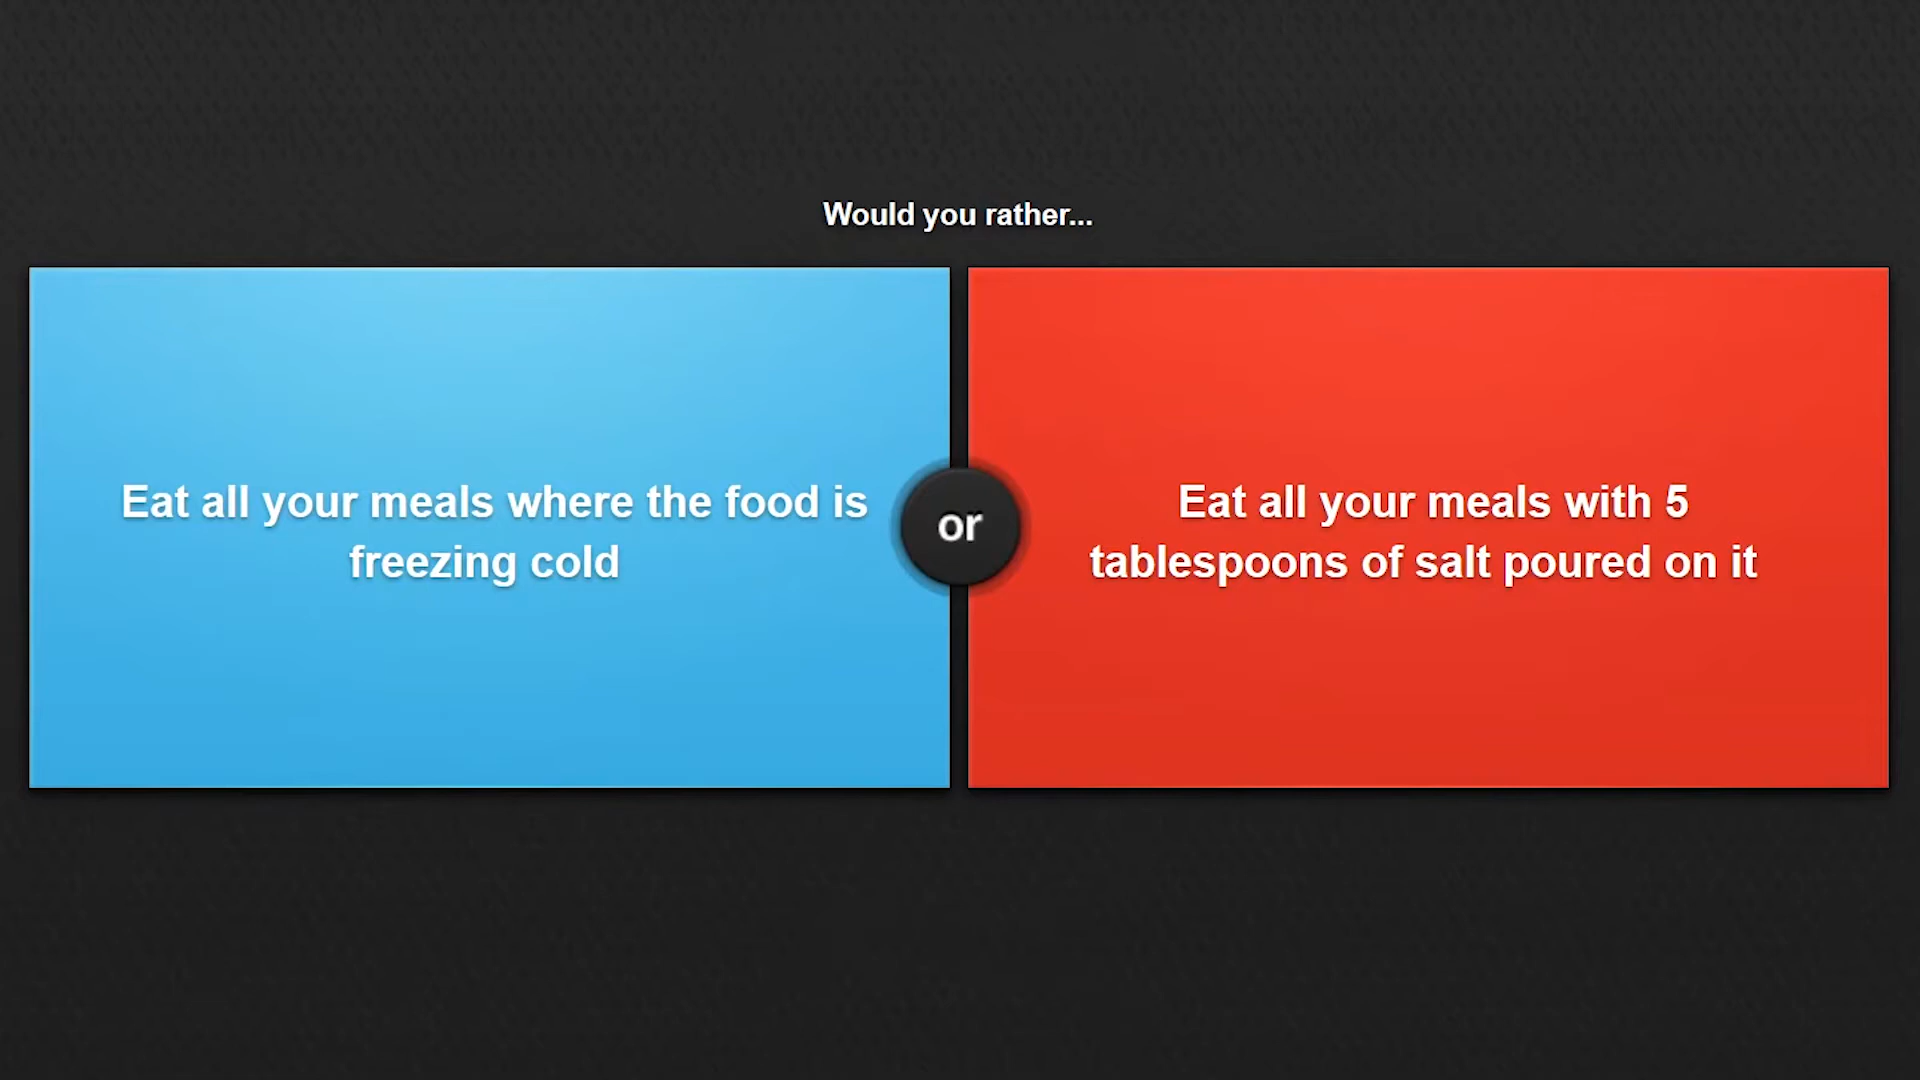 Would you rather...
Eat all your meals where the food is
freezing cold
or
Eat all your meals with 5
tablespoons of salt poured on it